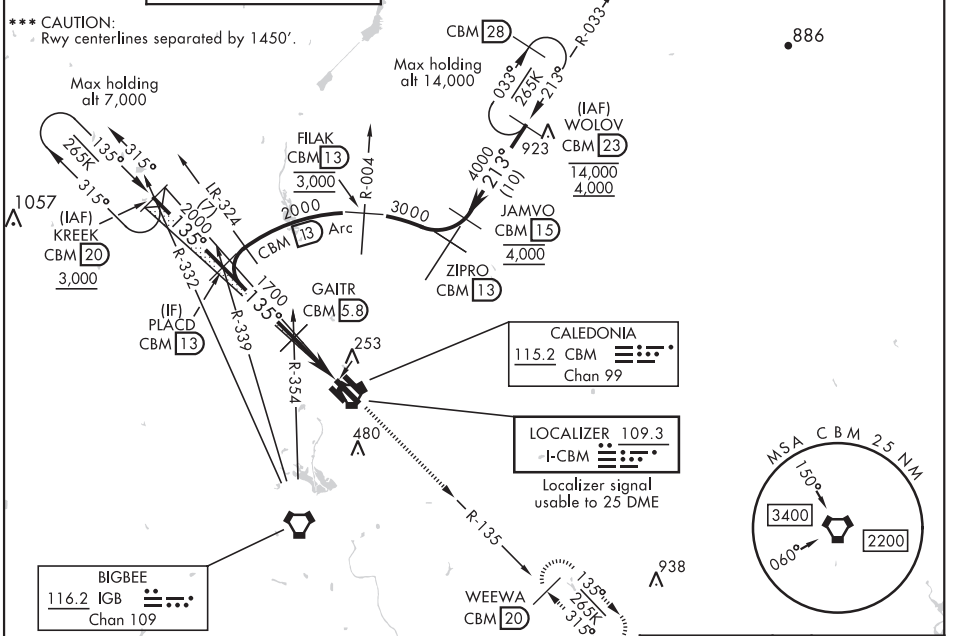 *** CAUTION:
Rwy centerlines separated by 1450'.
CBM 28
R-033
886
Max holding
alt 14,000
033°
265K
213°
Max holding
alt 7,000
(IAF)
WOLOV
CBM 23
14,000
4,000
923
FILAK
CBM 13
3,000
R-004
4000
213°
(10)
135°
315°
265K
315°
LR-324
1057
(IAF)
KREEK
CBM 20
3,000
2000
(7)
135°
2000
CBM 13 Arc
3000
JAMVO
CBM 15
4,000
ZIPRO
CBM 13
R-332
(IF)
PLACD
CBM 13
1700
135°
GAITR
CBM 5.8
R-339
R-354
253
CALEDONIA
115.2 CBM
Chan 99
480
LOCALIZER 109.3
I-CBM
Localizer signal
usable to 25 DME
R-135
MSA CBM 25 NM
150°
3400
060°
2200
BIGBEE
116.2 IGB
Chan 109
WEEWA
CBM 20
135°
265K
315°
938